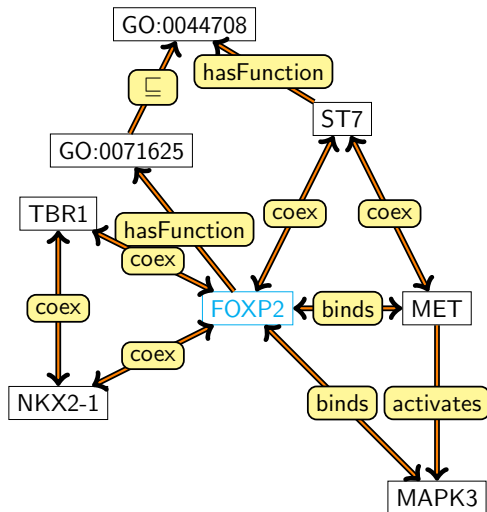 GO:0044708
hasFunction
⊑
ST7
GO:0071625
TBR1
coex
coex
hasFunction
coex
FOXP2
binds
MET
coex
coex
NKX2-1
binds
activates
MAPK3